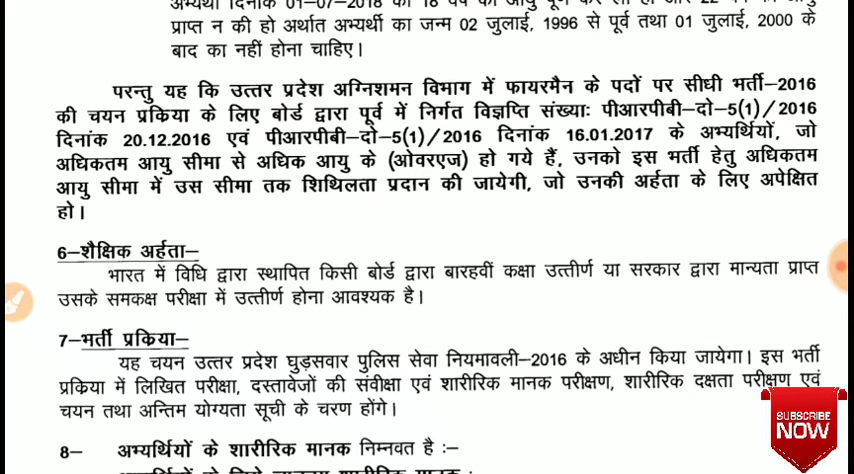 अभ्यर्थी दिनांक 01-07-2018 को 18 वर्ष की आयु पूर्ण कर ली हो और 22 वर्ष की आयु
प्राप्त न की हो अर्थात अभ्यर्थी का जन्म 02 जुलाई, 1996 से पूर्व तथा 01 जुलाई, 2000 के
बाद का नहीं होना चाहिए।
परन्तु यह कि उत्तर प्रदेश अग्निशमन विभाग में फायरमैन के पदों पर सीधी भर्ती-2016
की चयन प्रकिया के लिए बोर्ड द्वारा पूर्व में निर्गत विज्ञप्ति संख्याः पीआरपीबी-दो-5(1)/2016
दिनांक 20.12.2016 एवं पीआरपीबी-दो-5(1)/2016 दिनांक 16.01.2017 के अभ्यर्थियों, जो
अधिकतम आयु सीमा से अधिक आयु के (ओवरएज) हो गये हैं, उनको इस भर्ती हेतु अधिकतम
आयु सीमा में उस सीमा तक शिथिलता प्रदान की जायेगी, जो उनकी अर्हता के लिए अपेक्षित
हो।
6-शैक्षिक अर्हता-
भारत में विधि द्वारा स्थापित किसी बोर्ड द्वारा बारहवीं कक्षा उत्तीर्ण या सरकार द्वारा मान्यता प्राप्त
उसके समकक्ष परीक्षा में उत्तीर्ण होना आवश्यक है।
7-भर्ती प्रकिया-
यह चयन उत्तर प्रदेश घुड़सवार पुलिस सेवा नियमावली-2016 के अधीन किया जायेगा। इस भर्ती
प्रकिया में लिखित परीक्षा, दस्तावेजों की संवीक्षा एवं शारीरिक मानक परीक्षण, शारीरिक दक्षता परीक्षण एवं
चयन तथा अन्तिम योग्यता सूची के चरण होंगे।
SUBSCRIBE
NOW
8- अभ्यर्थियों के शारीरिक मानक निम्नवत है :-